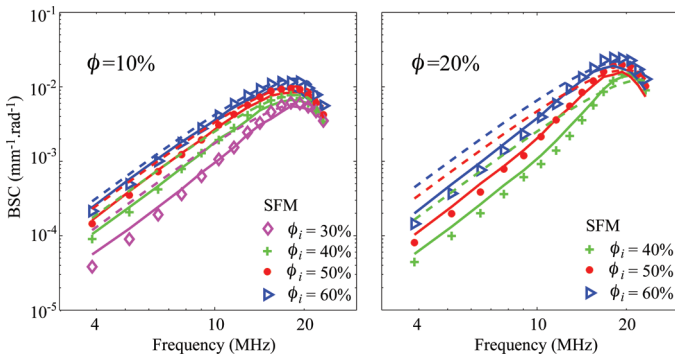 10⁻¹
10⁻²
10⁻³
10⁻⁴
10⁻⁵
BSC (mm⁻¹.rad⁻¹)
ϕ=10%
SFM
ϕᵢ = 30%
ϕᵢ = 40%
ϕᵢ = 50%
ϕᵢ = 60%
4 10 20
Frequency (MHz)
ϕ=20%
SFM
ϕᵢ = 40%
ϕᵢ = 50%
ϕᵢ = 60%
4 10 20
Frequency (MHz)